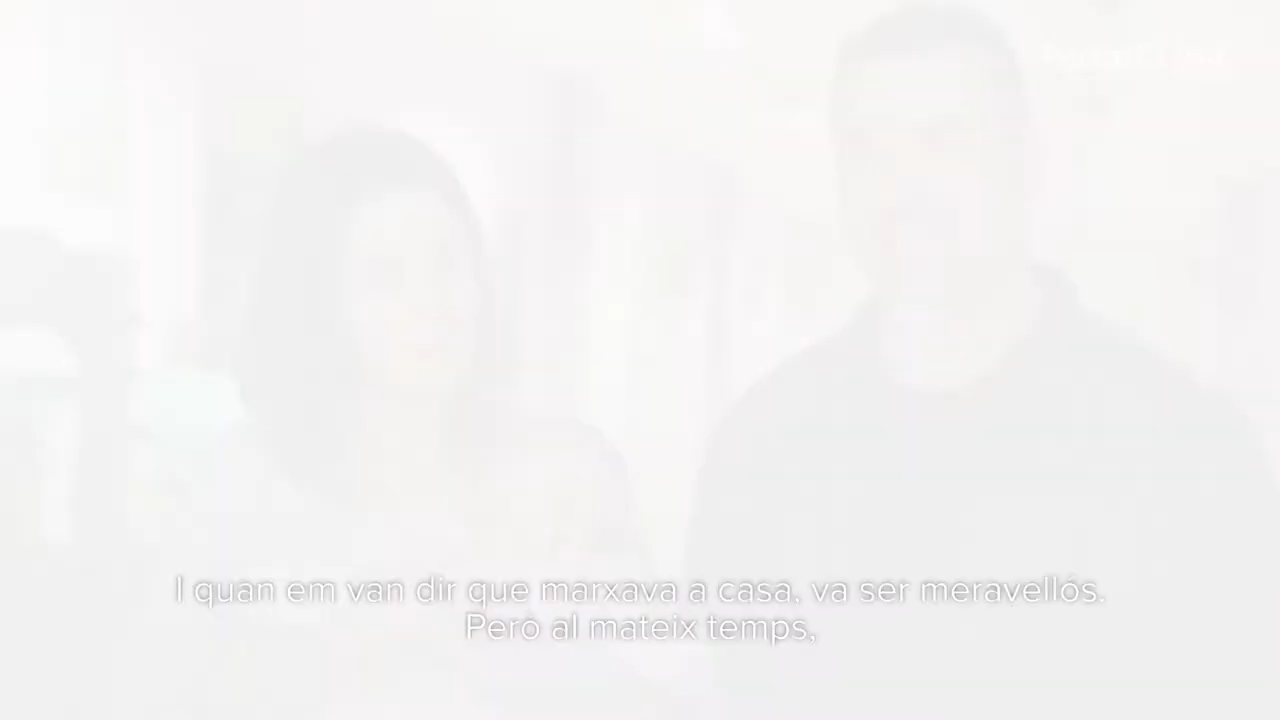 I quan em van dir que marxava a casa, va ser meravellós.
Però al mateix temps,